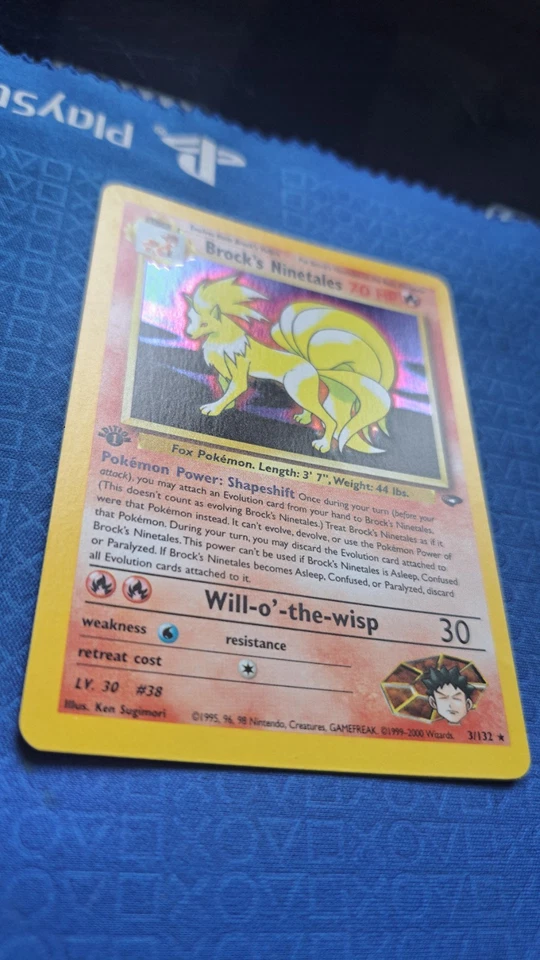 PlaySt
Brock's Ninetales 70 HP
EDITION
1
Fox Pokémon. Length: 3' 7", Weight: 44 lbs.
Pokémon Power: Shapeshift Once during your turn (before your
attack), you may attach an Evolution card from your hand to Brock's Ninetales.
(This doesn't count as evolving Brock's Ninetales.) Treat Brock's Ninetales as if it
were that Pokémon instead. It can't evolve, devolve, or use the Pokémon Power of
that Pokémon. During your turn, you may discard the Evolution card attached to
Brock's Ninetales. This power can't be used if Brock's Ninetales is Asleep, Confused,
or Paralyzed. If Brock's Ninetales becomes Asleep, Confused, or Paralyzed, discard
all Evolution cards attached to it.
Will-o'-the-wisp 30
weakness
resistance
retreat cost
LV. 30 #38
Illus. Ken Sugimori
©1995, 96, 98 Nintendo, Creatures, GAMEFREAK. ©1999-2000 Wizards. 3/132 ★